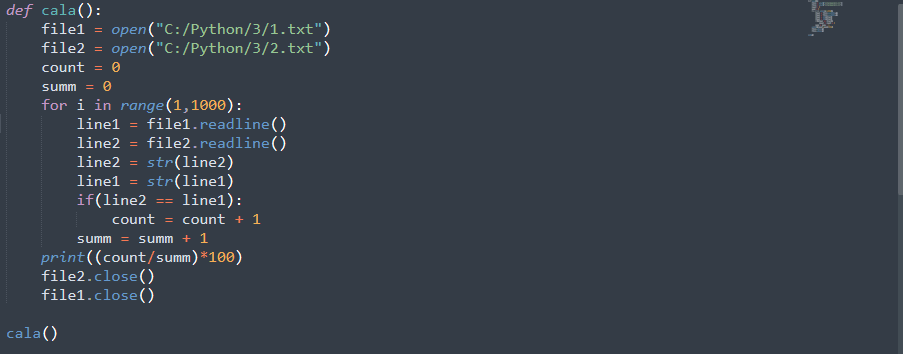 def cala():
    file1 = open("C:/Python/3/1.txt")
    file2 = open("C:/Python/3/2.txt")
    count = 0
    summ = 0
    for i in range(1,1000):
        line1 = file1.readline()
        line2 = file2.readline()
        line2 = str(line2)
        line1 = str(line1)
        if(line2 == line1):
            count = count + 1
        summ = summ + 1
    print((count/summ)*100)
    file2.close()
    file1.close()

cala()